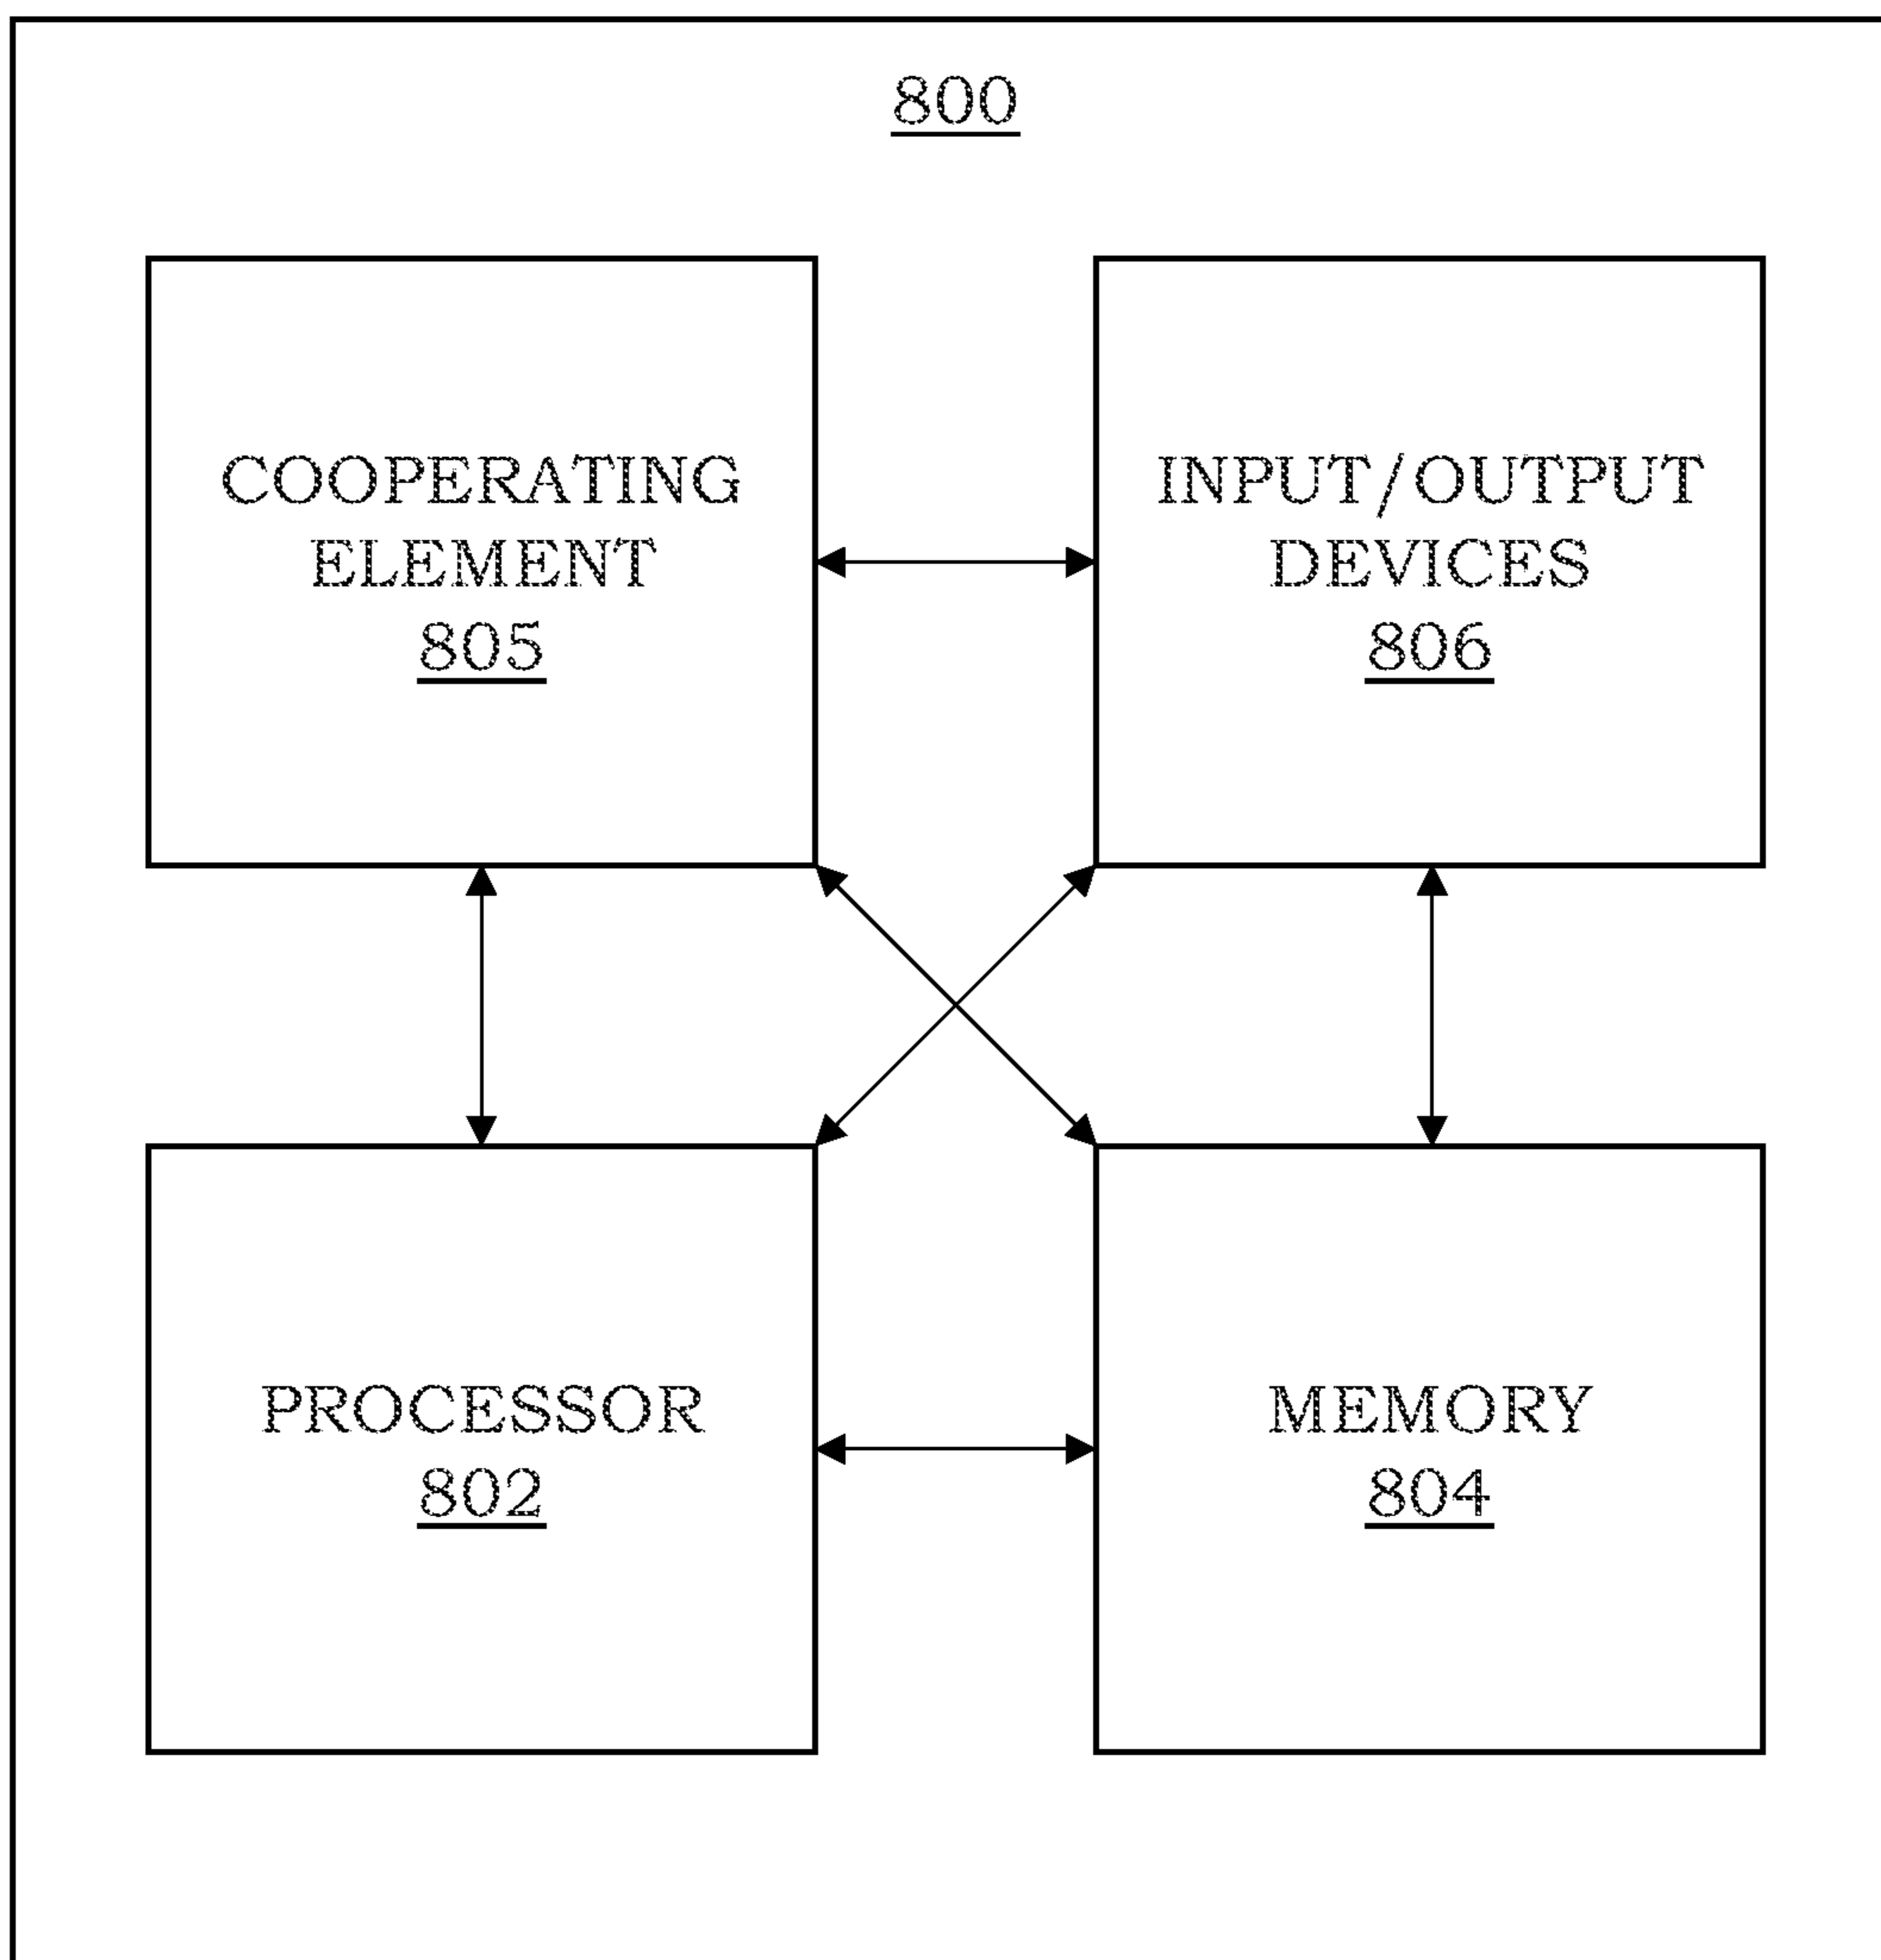 800
COOPERATING
ELEMENT
805
INPUT/OUTPUT
DEVICES
806
PROCESSOR
802
MEMORY
804